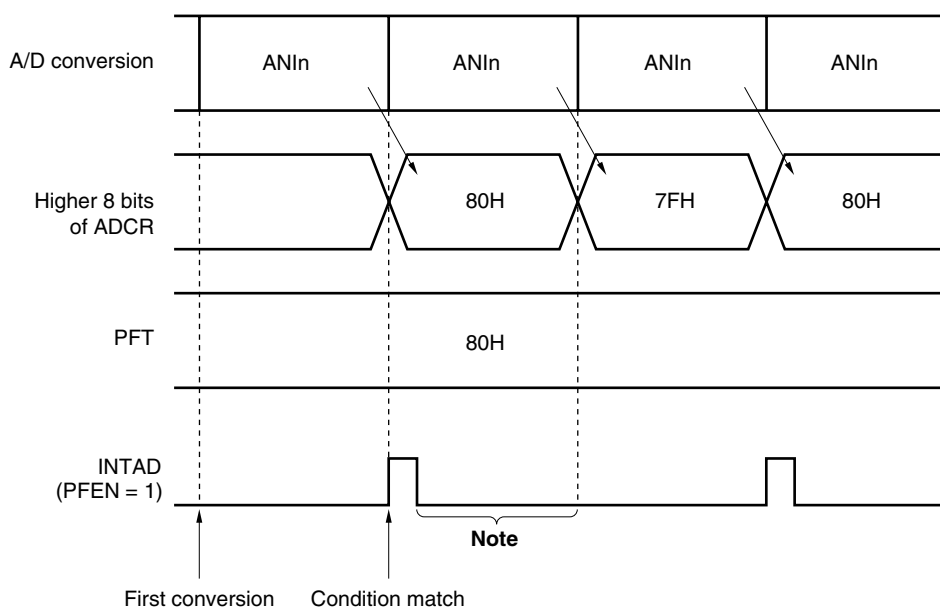 A/D conversion
ANIn
ANIn
ANIn
ANIn
Higher 8 bits
of ADCR
80H
7FH
80H
PFT
80H
INTAD
(PFEN = 1)
Note
First conversion
Condition match